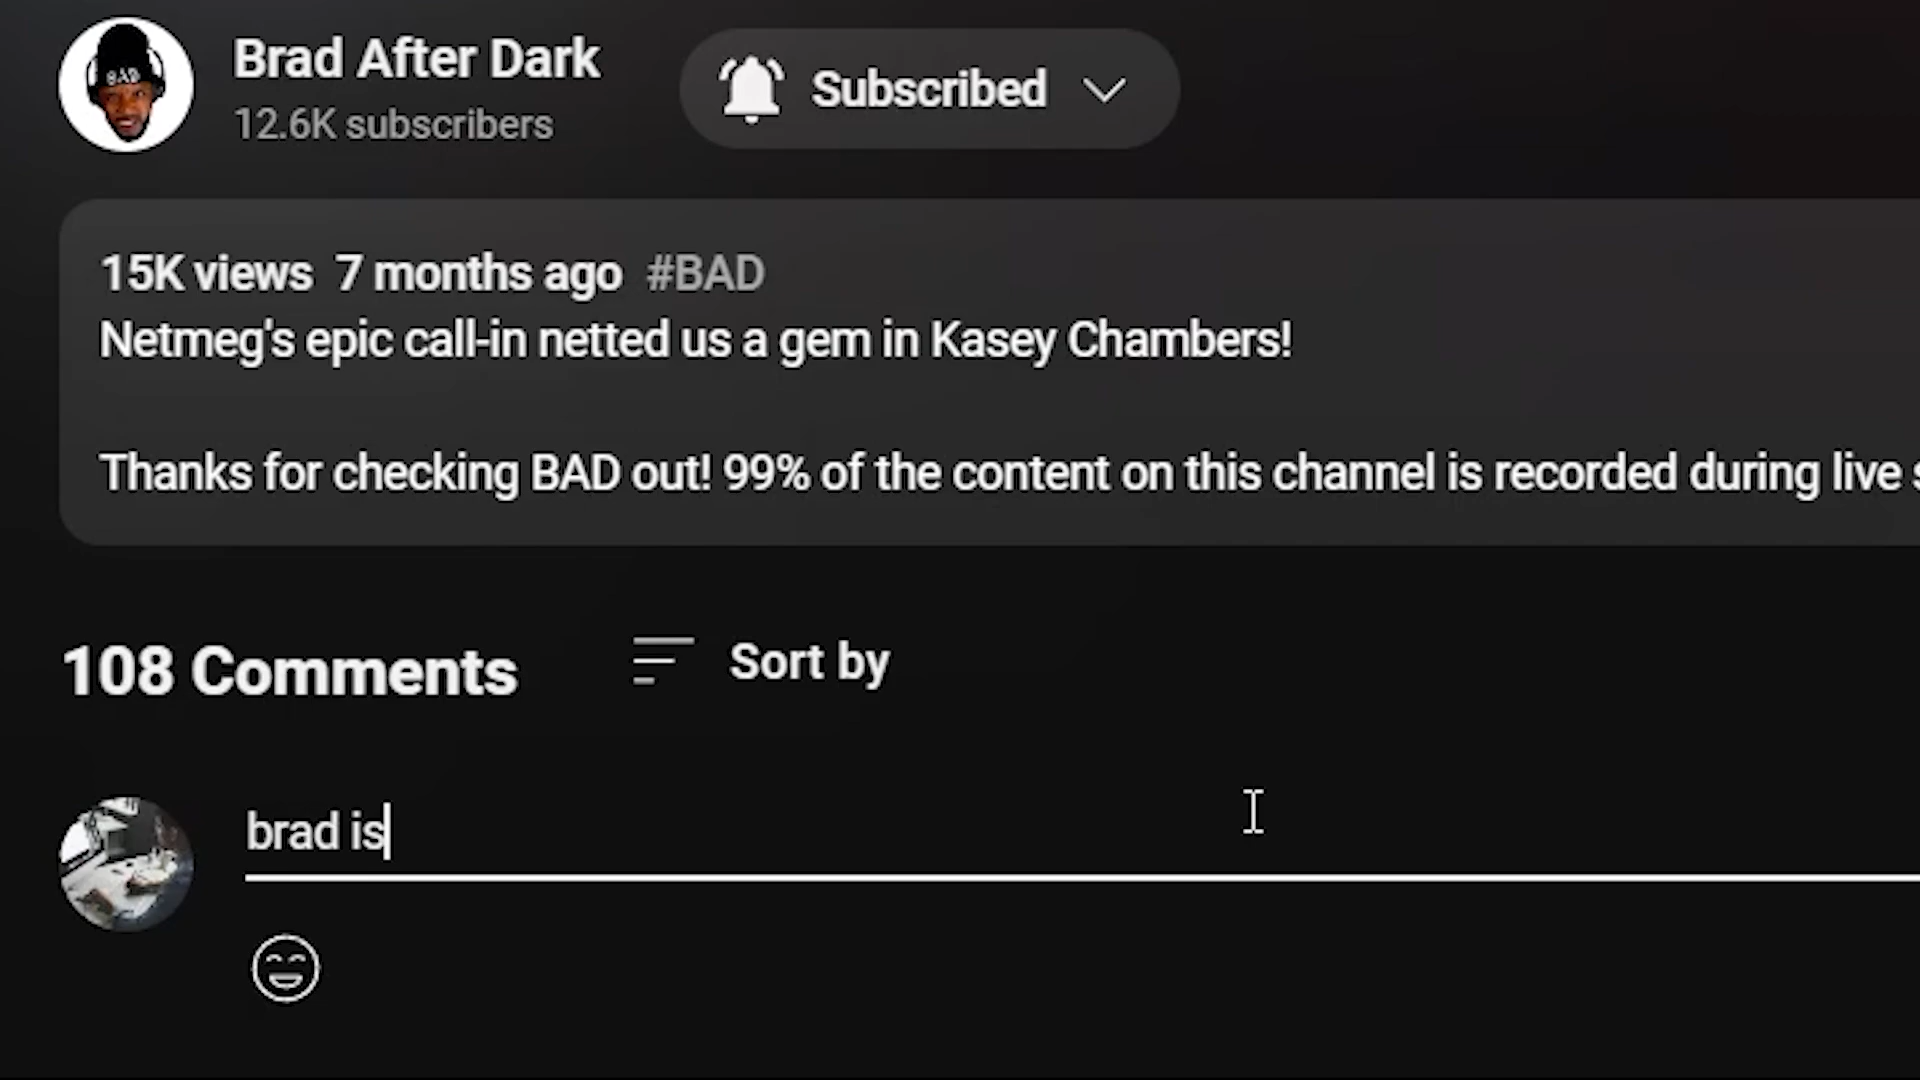 BAD
Brad After Dark
12.6K subscribers
Subscribed
15K views 7 months ago #BAD
Netmeg's epic call-in netted us a gem in Kasey Chambers!
Thanks for checking BAD out! 99% of the content on this channel is recorded during live
108 Comments
Sort by
brad is